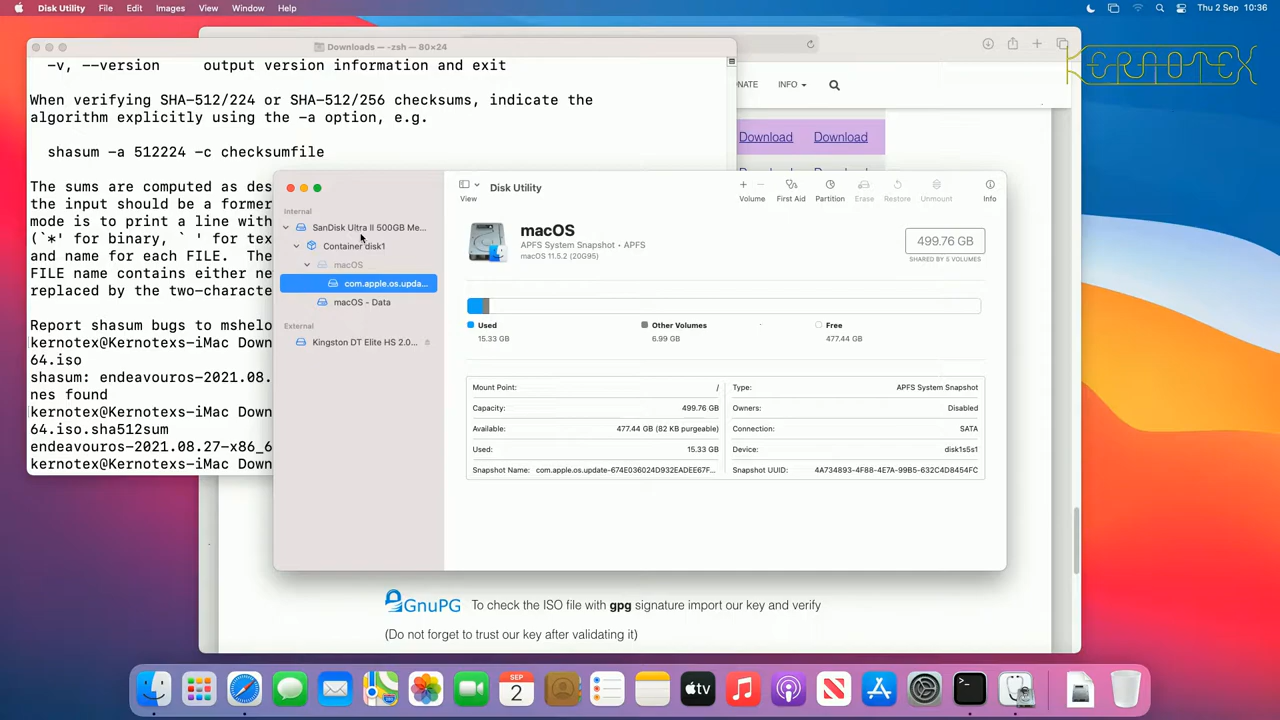 Disk Utility File Edit Images View Window Help
Thu 2 Sep 10:36
KERNOTEX
Downloads — -zsh — 80×24
-v, --version output version information and exit
When verifying SHA-512/224 or SHA-512/256 checksums, indicate the
algorithm explicitly using the -a option, e.g.
shasum -a 512224 -c checksumfile
The sums are computed as des
the input should be a former
mode is to print a line with
(`*' for binary, ` ' for tex
and name for each FILE. The
FILE name contains either ne
replaced by the two-characte
Report shasum bugs to mshelo
kernotex@Kernotexs-iMac Down
64.iso
shasum: endeavouros-2021.08.
nes found
kernotex@Kernotexs-iMac Down
64.iso.sha512sum
endeavouros-2021.08.27-x86_6
kernotex@Kernotexs-iMac Down
NATE INFO
Download Download
Disk Utility
View
Volume First Aid Partition Erase Restore Unmount Info
Internal
SanDisk Ultra II 500GB Me...
Container disk1
macOS
com.apple.os.upda...
macOS - Data
External
Kingston DT Elite HS 2.0...
macOS
APFS System Snapshot • APFS
macOS 11.5.2 (20G95)
499.76 GB
SHARED BY 5 VOLUMES
Used
15.33 GB
Other Volumes
6.99 GB
Free
477.44 GB
Mount Point: /
Type: APFS System Snapshot
Capacity: 499.76 GB
Owners: Disabled
Available: 477.44 GB (82 KB purgeable)
Connection: SATA
Used: 15.33 GB
Device: disk1s5s1
Snapshot Name: com.apple.os.update-674E036024D932EADEE67F...
Snapshot UUID: 4A734893-4F88-4E7A-99B5-632C4D8454FC
GnuPG To check the ISO file with gpg signature import our key and verify
(Do not forget to trust our key after validating it)
SEP
2
tv